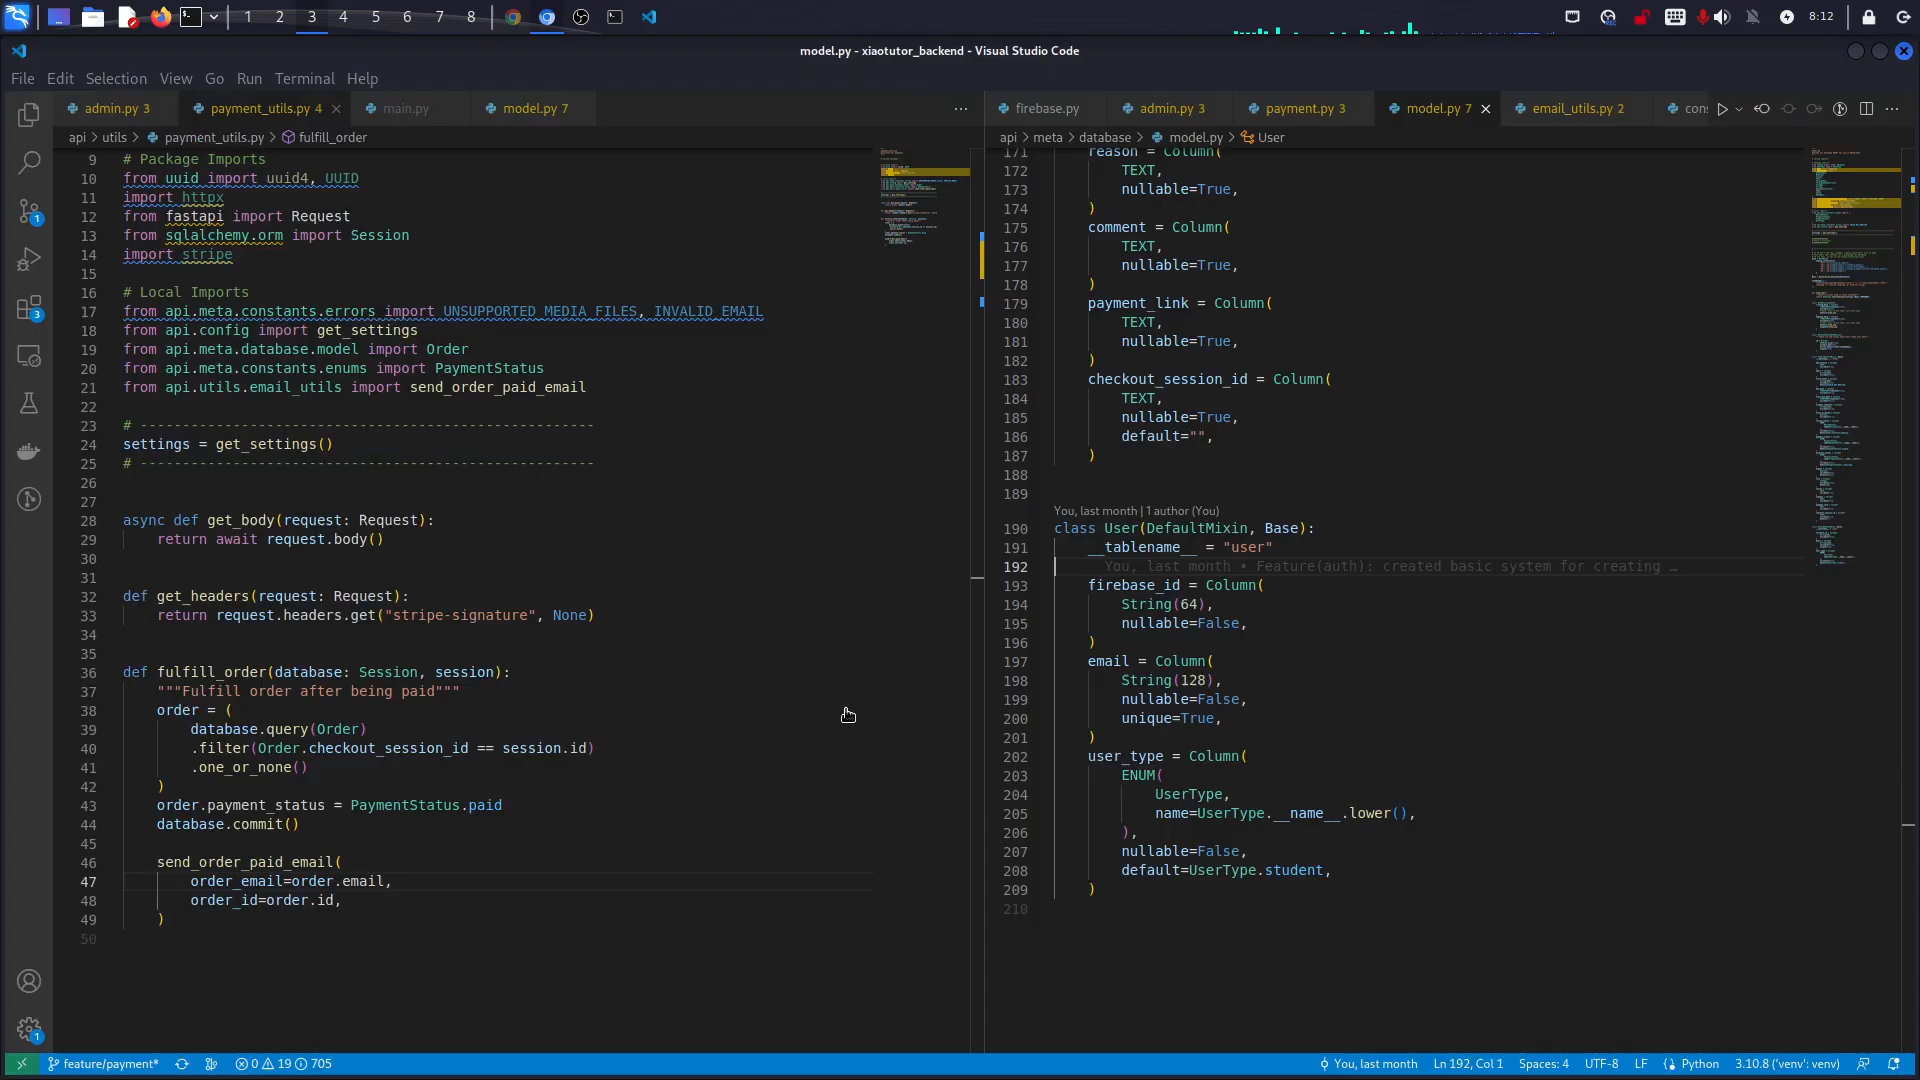 1 2 3 4 5 6 7 8
8:12
model.py - xiaotutor_backend - Visual Studio Code
File Edit Selection View Go Run Terminal Help
admin.py 3 payment_utils.py 4 main.py model.py 7
api > utils > payment_utils.py > fulfill_order
9 # Package Imports
10 from uuid import uuid4, UUID
11 import httpx
12 from fastapi import Request
13 from sqlalchemy.orm import Session
14 import stripe
15
16 # Local Imports
17 from api.meta.constants.errors import UNSUPPORTED_MEDIA_FILES, INVALID_EMAIL
18 from api.config import get_settings
19 from api.meta.database.model import Order
20 from api.meta.constants.enums import PaymentStatus
21 from api.utils.email_utils import send_order_paid_email
22
23 # ------------------------------------------------------
24 settings = get_settings()
25 # ------------------------------------------------------
26
27
28 async def get_body(request: Request):
29 return await request.body()
30
31
32 def get_headers(request: Request):
33 return request.headers.get("stripe-signature", None)
34
35
36 def fulfill_order(database: Session, session):
37 """Fulfill order after being paid"""
38 order = (
39 database.query(Order)
40 .filter(Order.checkout_session_id == session.id)
41 .one_or_none()
42 )
43 order.payment_status = PaymentStatus.paid
44 database.commit()
45
46 send_order_paid_email(
47 order_email=order.email,
48 order_id=order.id,
49 )
50
firebase.py admin.py 3 payment.py 3 model.py 7 email_utils.py 2 con
api > meta > database > model.py > User
171 reason = Column(
172 TEXT,
173 nullable=True,
174 )
175 comment = Column(
176 TEXT,
177 nullable=True,
178 )
179 payment_link = Column(
180 TEXT,
181 nullable=True,
182 )
183 checkout_session_id = Column(
184 TEXT,
185 nullable=True,
186 default="",
187 )
188
189
You, last month | 1 author (You)
190 class User(DefaultMixin, Base):
191 __tablename__ = "user"
192 You, last month • Feature(auth): created basic system for creating …
193 firebase_id = Column(
194 String(64),
195 nullable=False,
196 )
197 email = Column(
198 String(128),
199 nullable=False,
200 unique=True,
201 )
202 user_type = Column(
203 ENUM(
204 UserType,
205 name=UserType.__name__.lower(),
206 ),
207 nullable=False,
208 default=UserType.student,
209 )
210
1
3
1
feature/payment* 0 19 705
You, last month Ln 192, Col 1 Spaces: 4 UTF-8 LF Python 3.10.8 ('venv': venv)